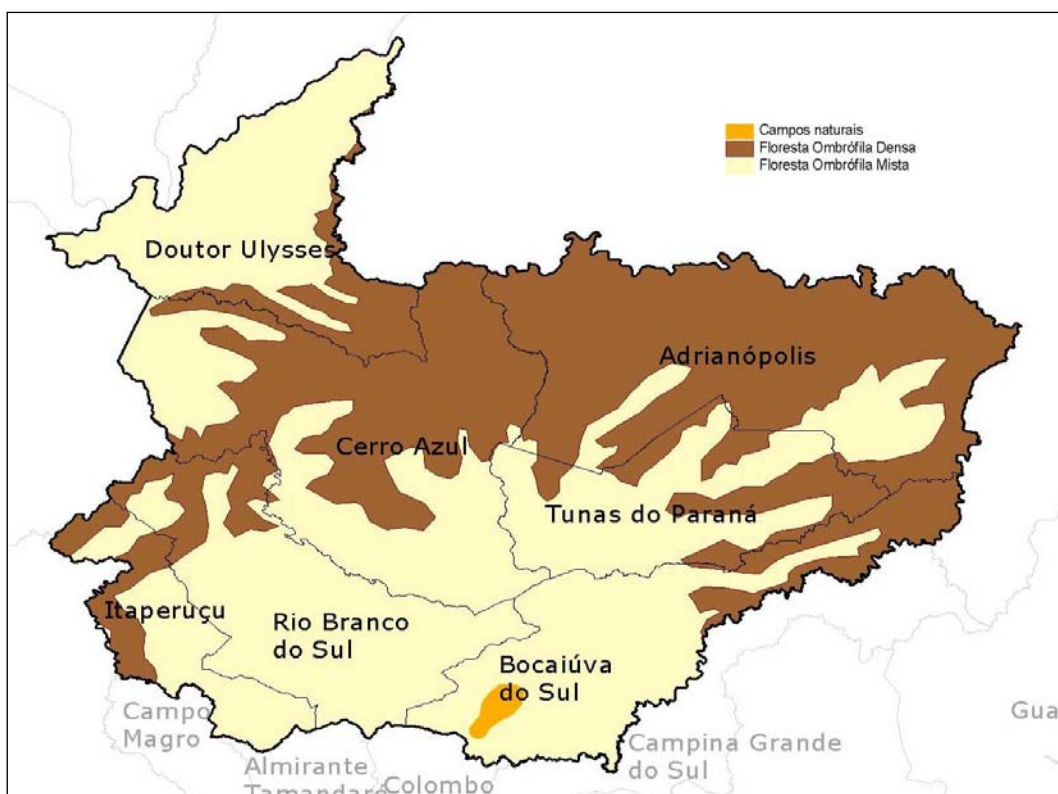 Campos naturais
Floresta Ombrófila Densa
Floresta Ombrófila Mista
Doutor Ulysses
Adrianópolis
Cerro Azul
Tunas do Paraná
Itaperuçu
Rio Branco
do Sul
Bocaiúva
do Sul
Campo
Magro
Campina Grande
do Sul
Gua
Almirante
Tamandaré
Colombo